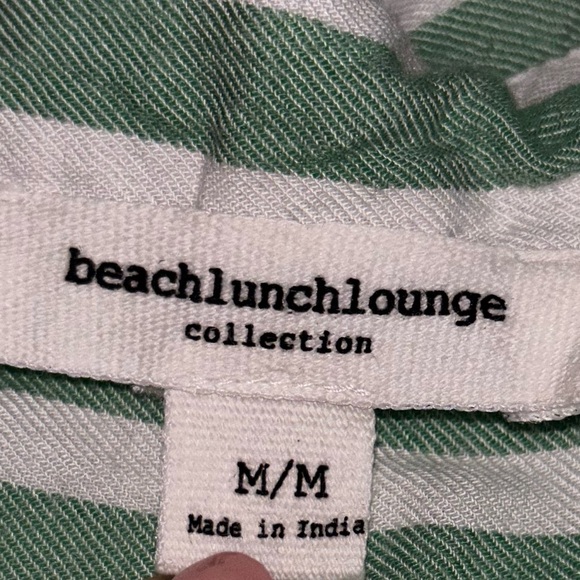 beachlunchlounge
collection
M/M
Made in India